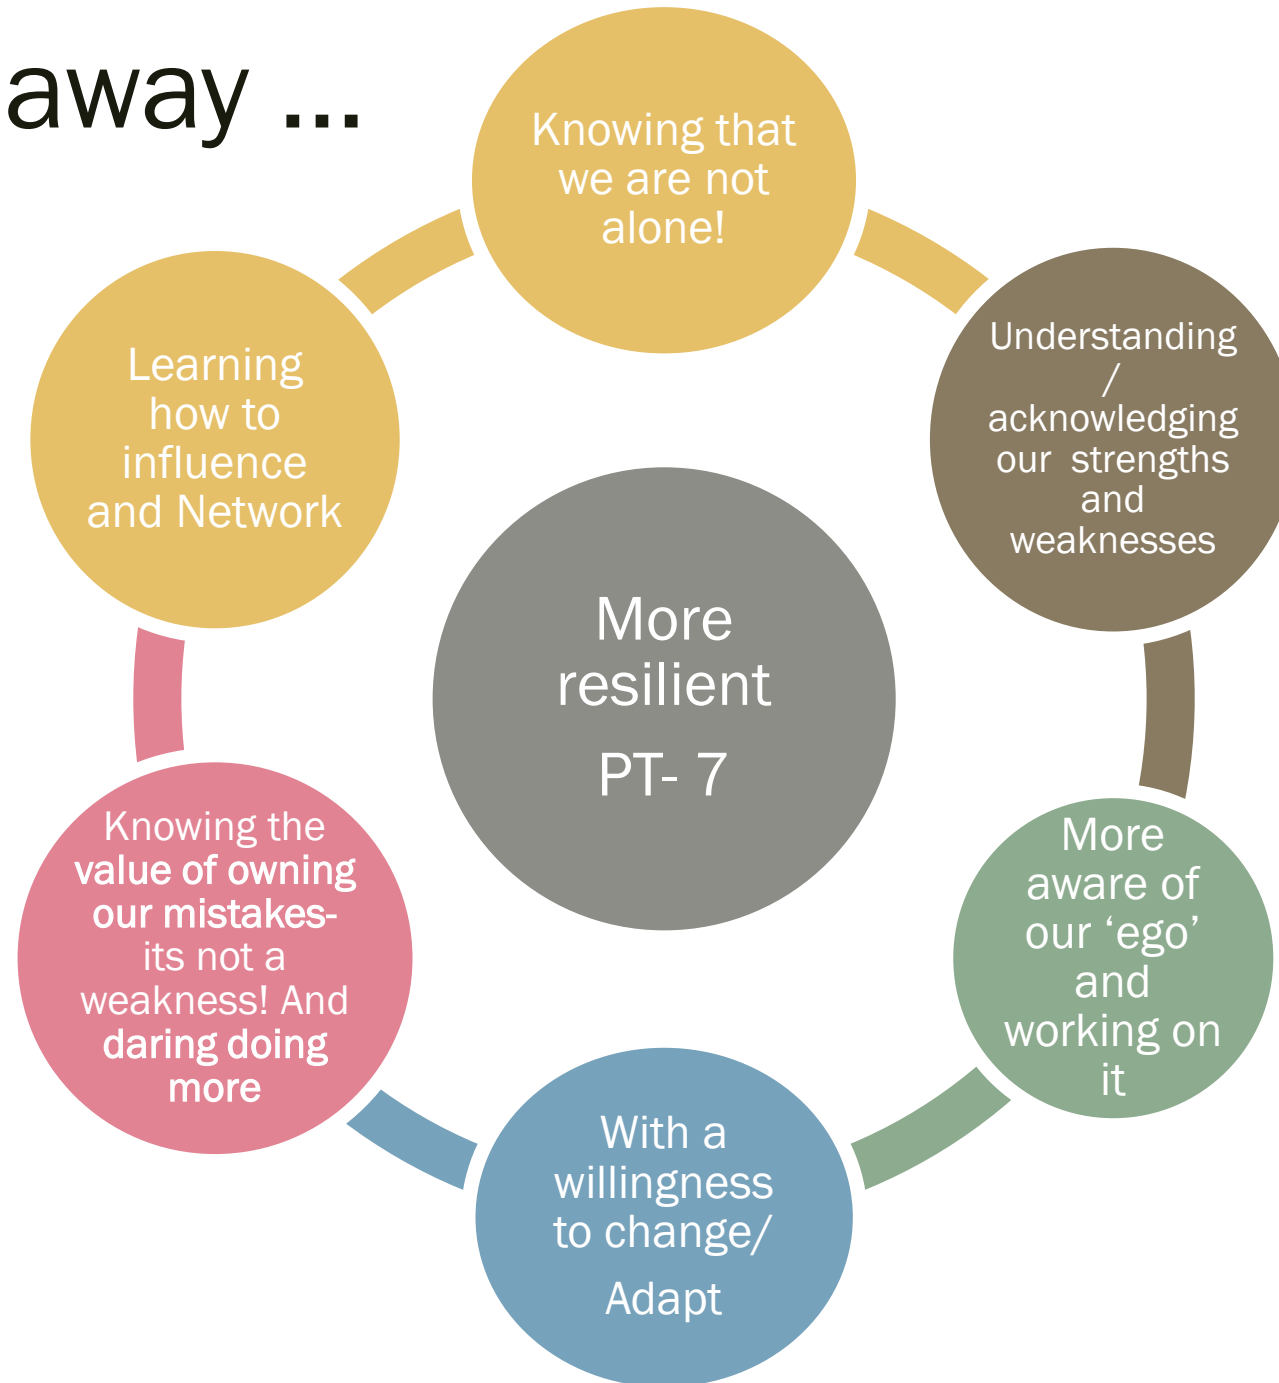 away ...
Knowing that
we are not
alone!
Understanding
/
acknowledging
our  strengths
and
weaknesses
More
aware of
our ‘ego’
and
working on
it
With a
willingness
to change/
Adapt
Knowing the
value of owning
our mistakes-
its not a
weakness! And
daring doing
more
Learning
how to
influence
and Network
More
resilient
PT- 7